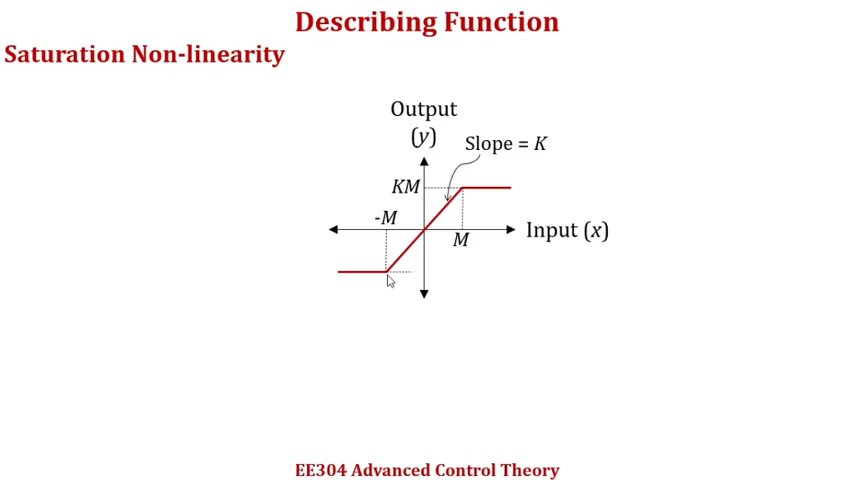 Describing Function
Saturation Non-linearity
Output
(y)
Slope = K
KM
-M
M
Input (x)
EE304 Advanced Control Theory